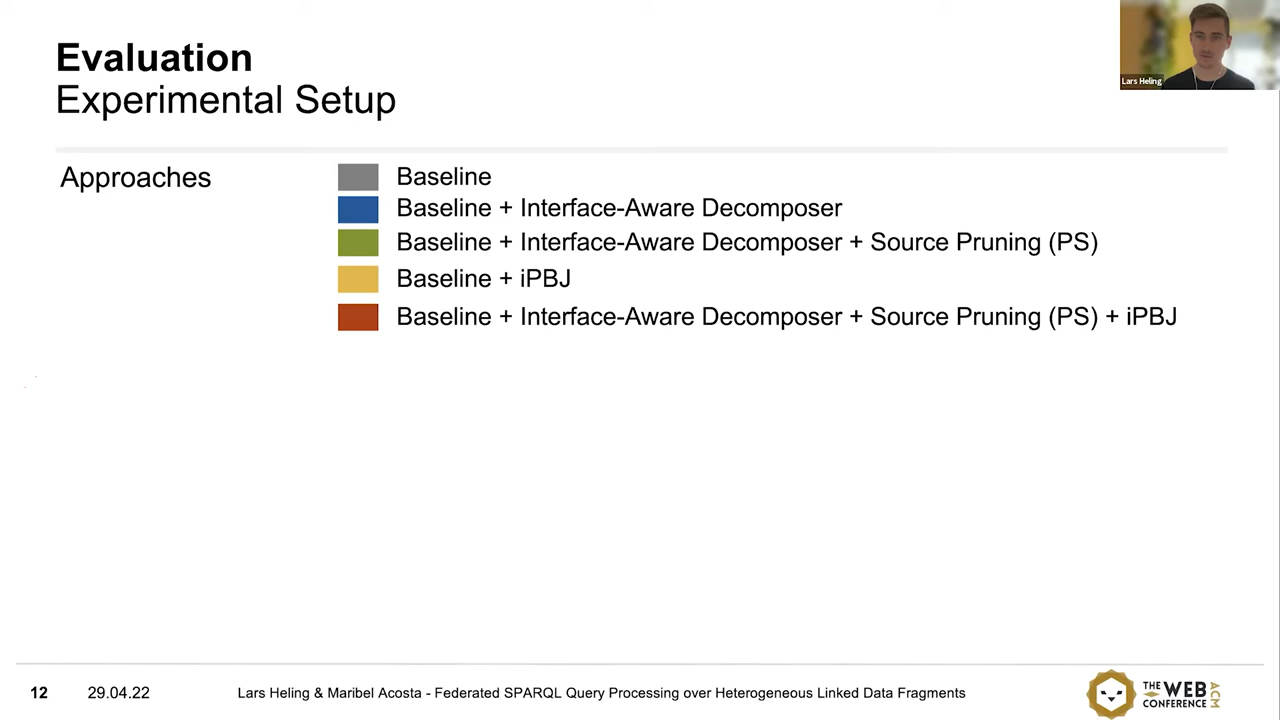 Evaluation
Experimental Setup
Lars Heling
Approaches
Baseline
Baseline + Interface-Aware Decomposer
Baseline + Interface-Aware Decomposer + Source Pruning (PS)
Baseline + iPBJ
Baseline + Interface-Aware Decomposer + Source Pruning (PS) + iPBJ
12
29.04.22
Lars Heling & Maribel Acosta - Federated SPARQL Query Processing over Heterogeneous Linked Data Fragments
THE WEB
CONFERENCE
ACM